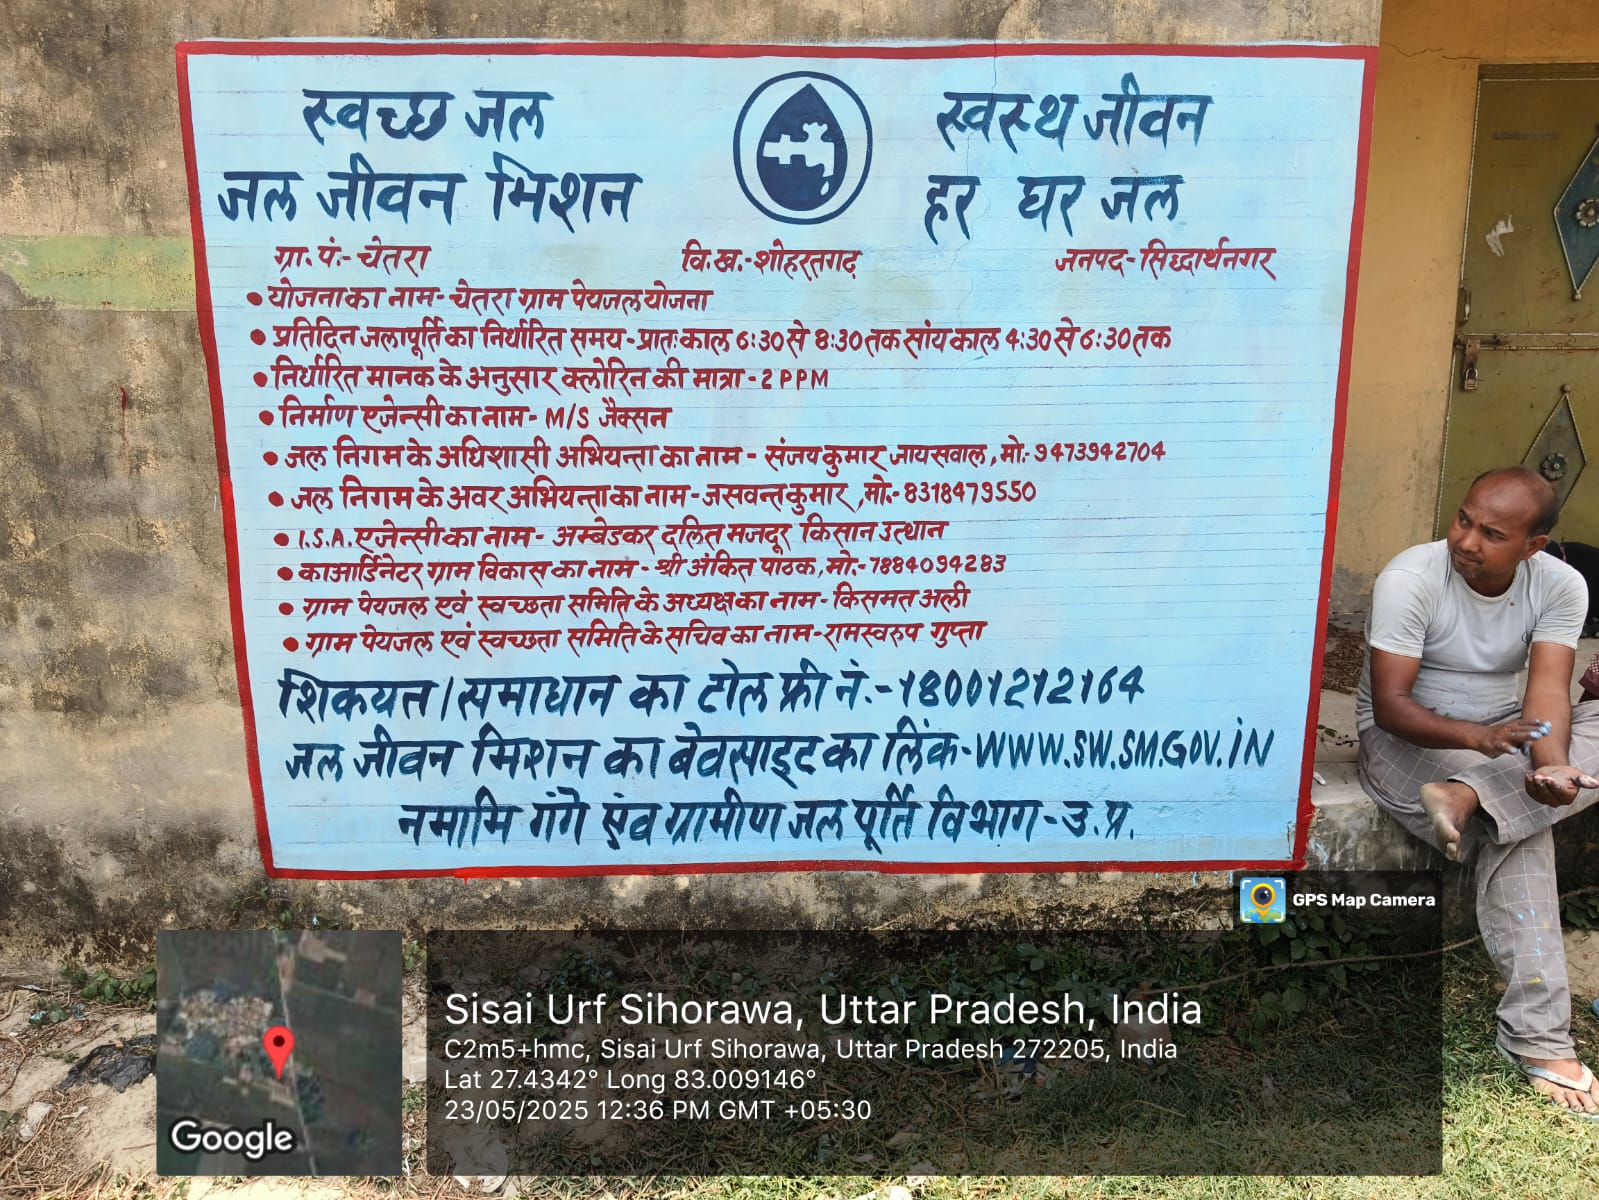 स्वच्छ जल
स्वस्थ जीवन
जल जीवन मिशन
हर घर जल
ग्रा. पं.- चेतरा
वि.ख.-शोहरतगढ़
जनपद-सिध्दार्थनगर
योजना का नाम-चेतरा ग्राम पेयजल योजना
प्रतिदिन जलापूर्ति का निर्धारित समय-प्रातःकाल 6:30 से 8:30 तक सांयकाल 4:30 से 6:30 तक
निर्धारित मानक के अनुसार क्लोरिन की मात्रा-2 PPM
निर्माण एजेन्सी का नाम- M/S जैक्सन
जल निगम के अधिशासी अभियन्ता का नाम - संजय कुमार जायसवाल, मो.-9473942704
जल निगम के अवर अभियन्ता का नाम-जसवन्त कुमार, मो.-8318479550
I.S.A. एजेन्सी का नाम- अम्बेडकर दलित मजदूर किसान उत्थान
काआर्डिनेटर ग्राम विकास का नाम- श्री अंकित पाठक, मो.-7884094283
ग्राम पेयजल एवं स्वच्छता समिति के अध्यक्ष का नाम- किसमत अली
ग्राम पेयजल एवं स्वच्छता समिति के सचिव का नाम-रामस्वरुप गुप्ता
शिकयत/समाधान का टोल फ्री नं.-18001212164
जल जीवन मिशन का बेवसाइट का लिंक-WWW.SW.SM.GOV.iN
नमामि गंगे एंव ग्रामीण जल पूर्ति विभाग-उ.प्र.
GPS Map Camera
Google
Sisai Urf Sihorawa, Uttar Pradesh, India
C2m5+hmc, Sisai Urf Sihorawa, Uttar Pradesh 272205, India
Lat 27.4342° Long 83.009146°
23/05/2025 12:36 PM GMT +05:30